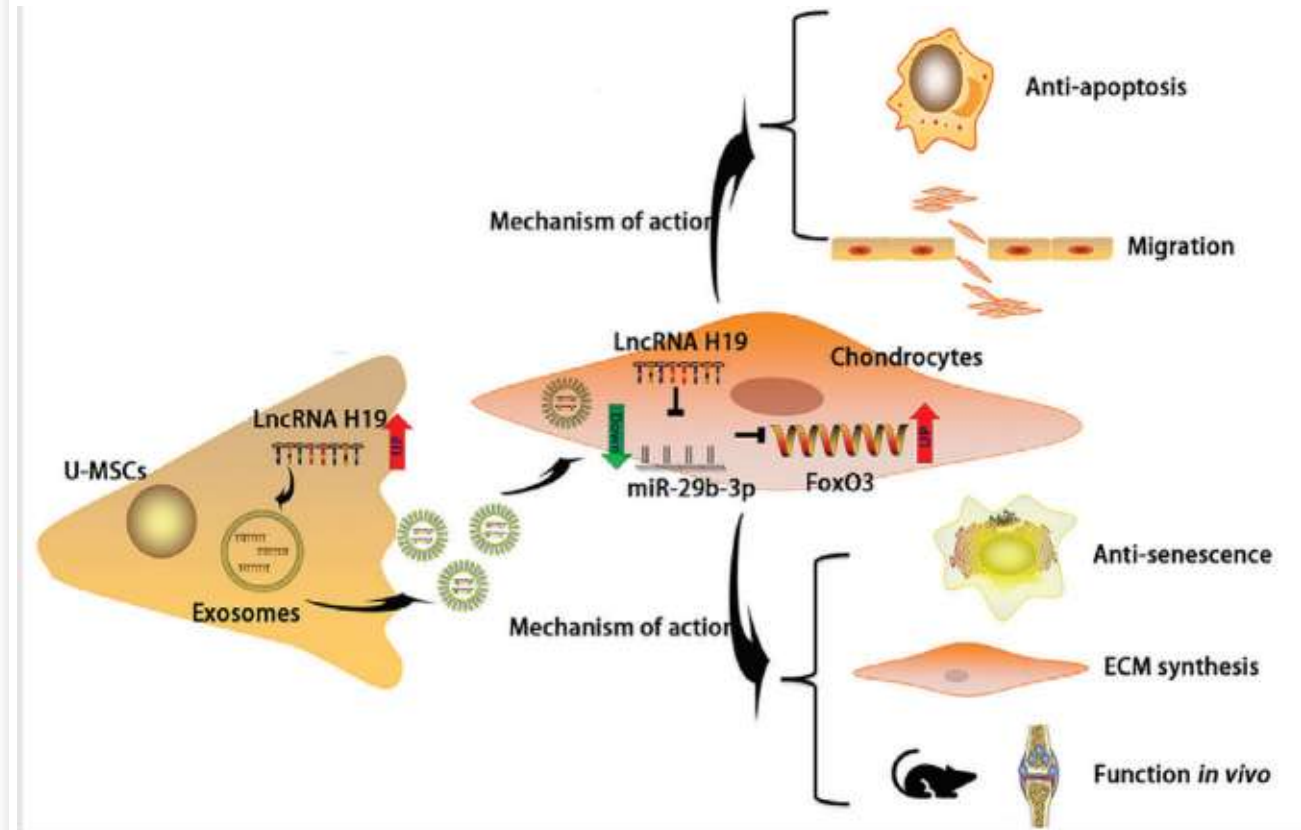 Anti-apoptosis
Mechanism of action
Migration
LncRNA H19
Chondrocytes
LncRNA H19
UP
Down
UP
U-MSCs
miR-29b-3p
FoxO3
Exosomes
Anti-senescence
Mechanism of action
ECM synthesis
Function in vivo